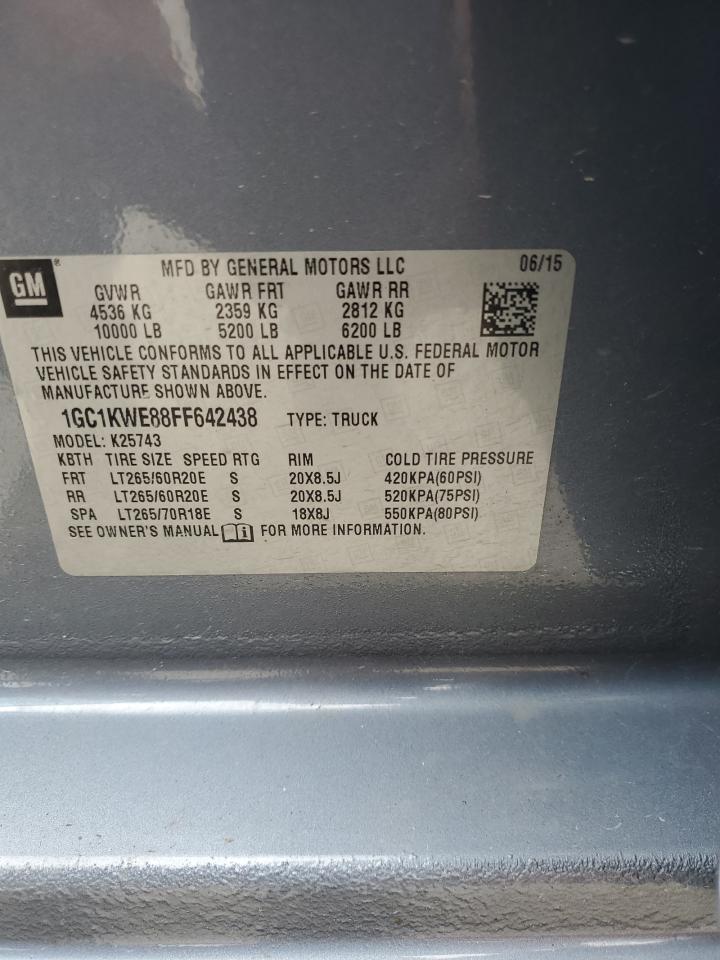 GM® MFD BY GENERAL MOTORS LLC 06/15
GVWR GAWR FRT GAWR RR
4536 KG 2359 KG 2812 KG
10000 LB 5200 LB 6200 LB
THIS VEHICLE CONFORMS TO ALL APPLICABLE U.S. FEDERAL MOTOR
VEHICLE SAFETY STANDARDS IN EFFECT ON THE DATE OF
MANUFACTURE SHOWN ABOVE.
1GC1KWE88FF642438 TYPE: TRUCK
MODEL: K25743
KBTH TIRE SIZE SPEED RTG RIM COLD TIRE PRESSURE
FRT LT265/60R20E S 20X8.5J 420KPA(60PSI)
RR LT265/60R20E S 20X8.5J 520KPA(75PSI)
SPA LT265/70R18E S 18X8J 550KPA(80PSI)
SEE OWNER'S MANUAL i FOR MORE INFORMATION.